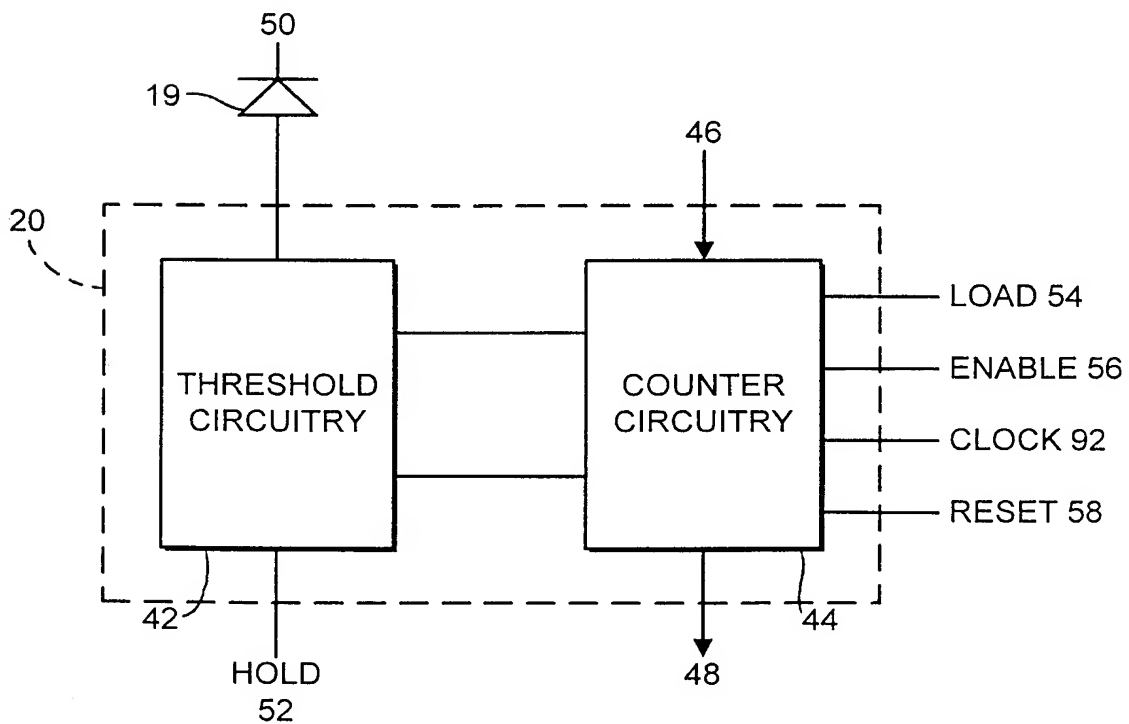 50
19
46
20
LOAD 54
THRESHOLD
CIRCUITRY
COUNTER
CIRCUITRY
ENABLE 56
CLOCK 92
RESET 58
42
44
HOLD
52
48